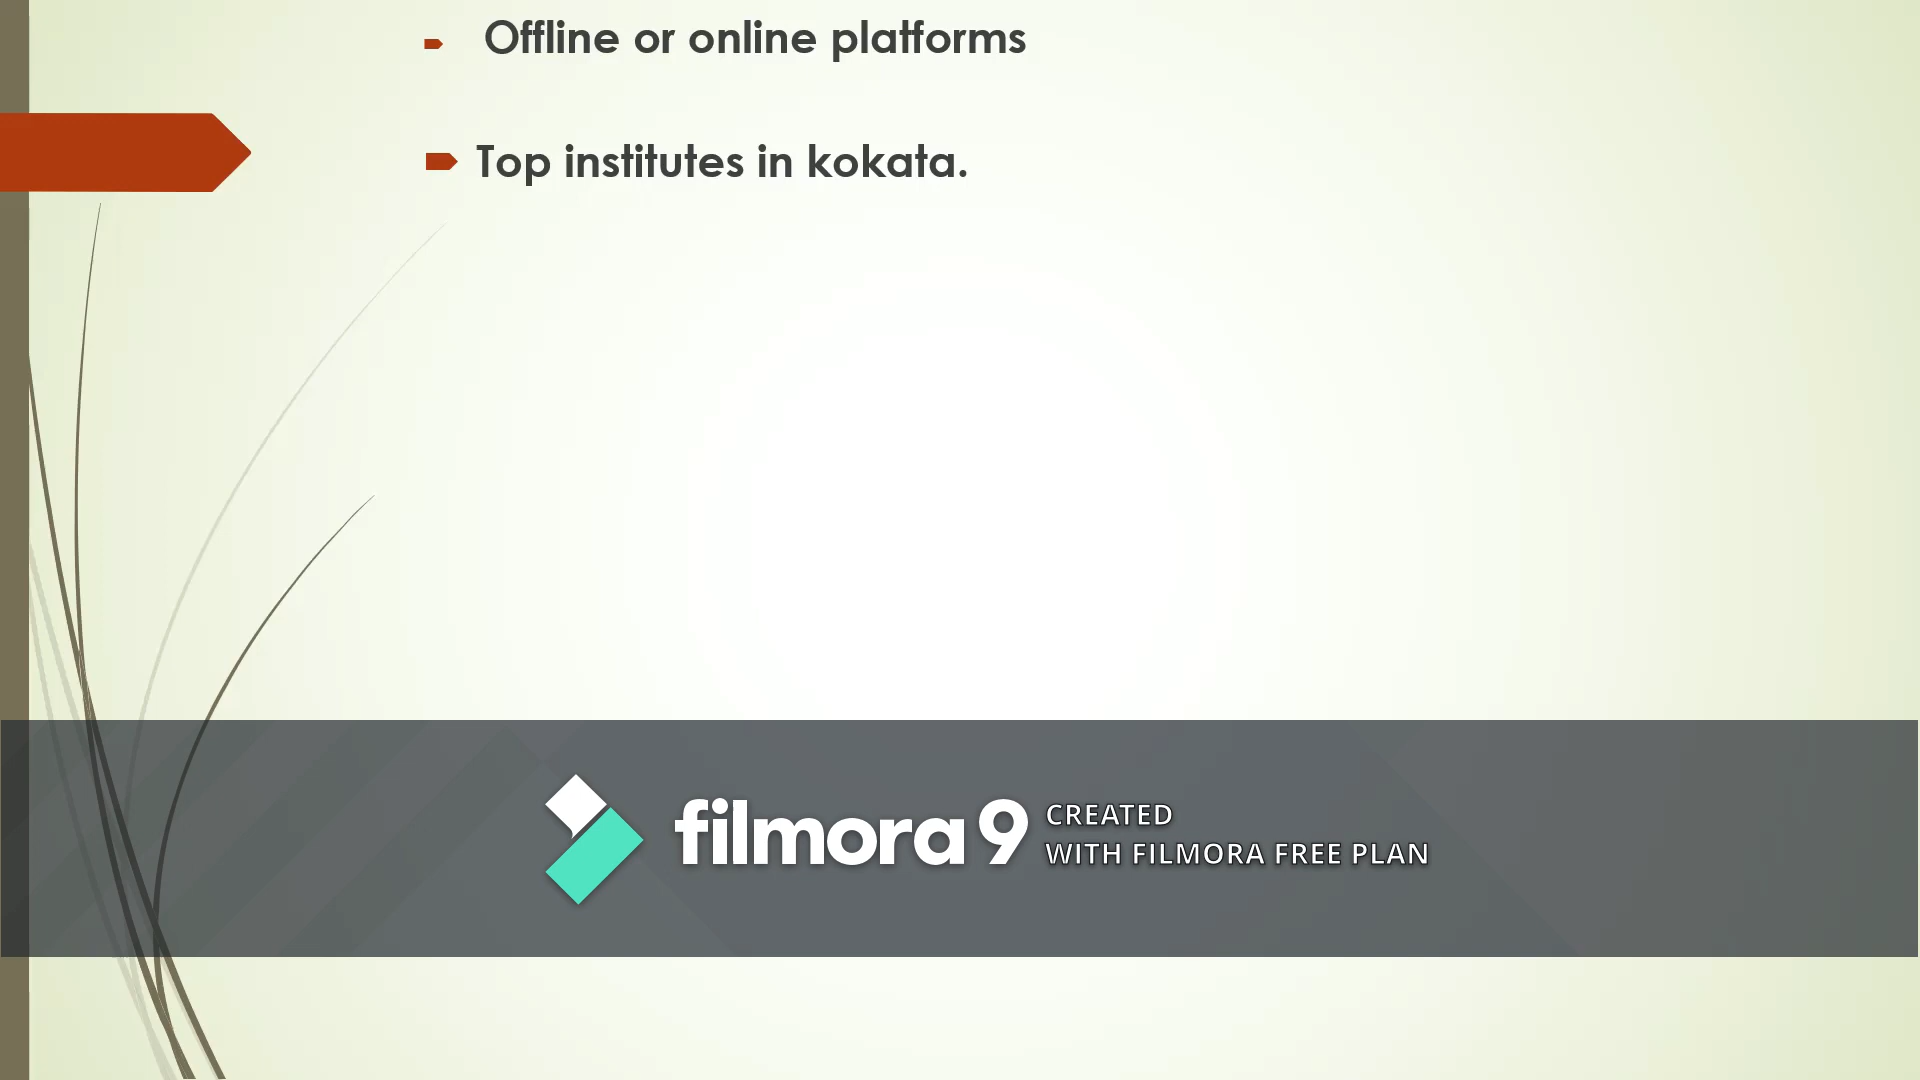 Offline or online platforms
Top institutes in kokata.
filmora 9
CREATED
WITH FILMORA FREE PLAN